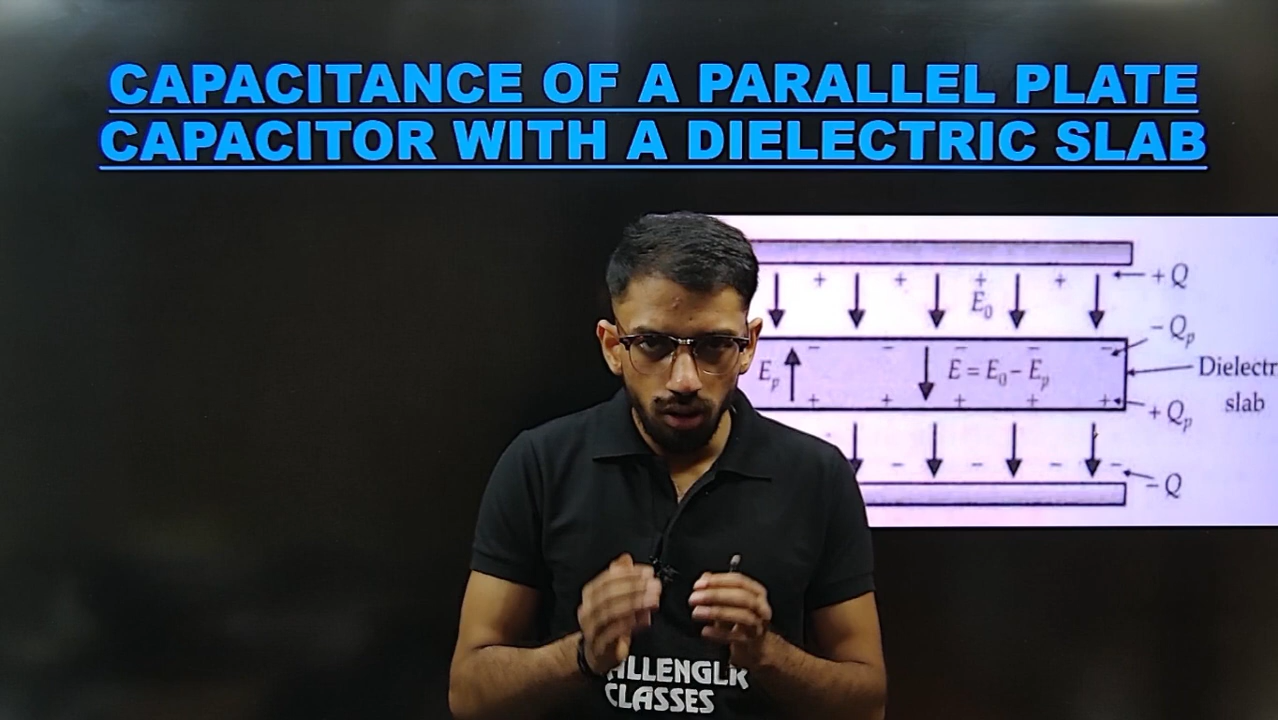 CAPACITANCE OF A PARALLEL PLATE
CAPACITOR WITH A DIELECTRIC SLAB
+ + + + +Q
E₀
− − − − − −Qₚ
Eₚ E = E₀ − Eₚ Dielectr
slab
+ + + + + +Qₚ
− − − − −Q
CLASSES